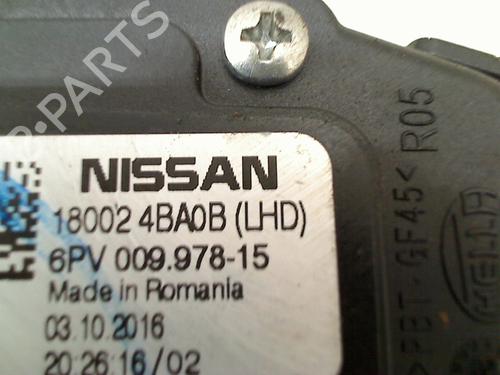 NISSAN
18002 4BA0B (LHD)
6PV 009.978-15
Made in Romania
03.10.2016
20:26:16/02
>PBT-GF45< R05
HELLA
B-PARTS